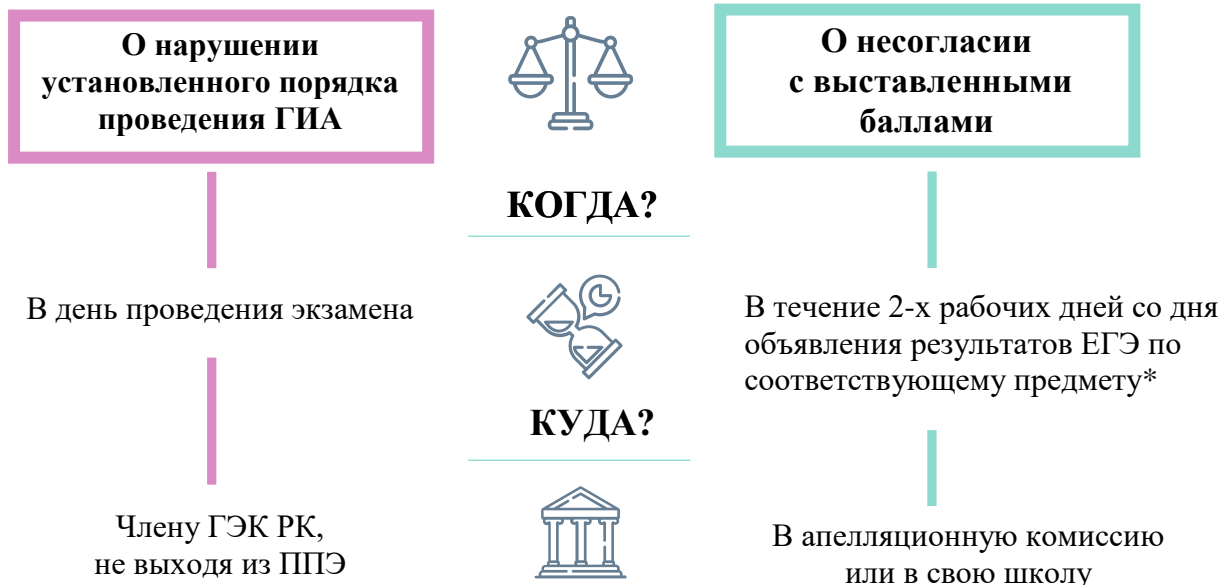 О нарушении
установленного порядка
проведения ГИА
О несогласии
с выставленными
баллами
КОГДА?
В день проведения экзамена
В течение 2-х рабочих дней со дня
объявления результатов ЕГЭ по
соответствующему предмету*
КУДА?
Члену ГЭК РК,
не выходя из ППЭ
В апелляционную комиссию
или в свою школу